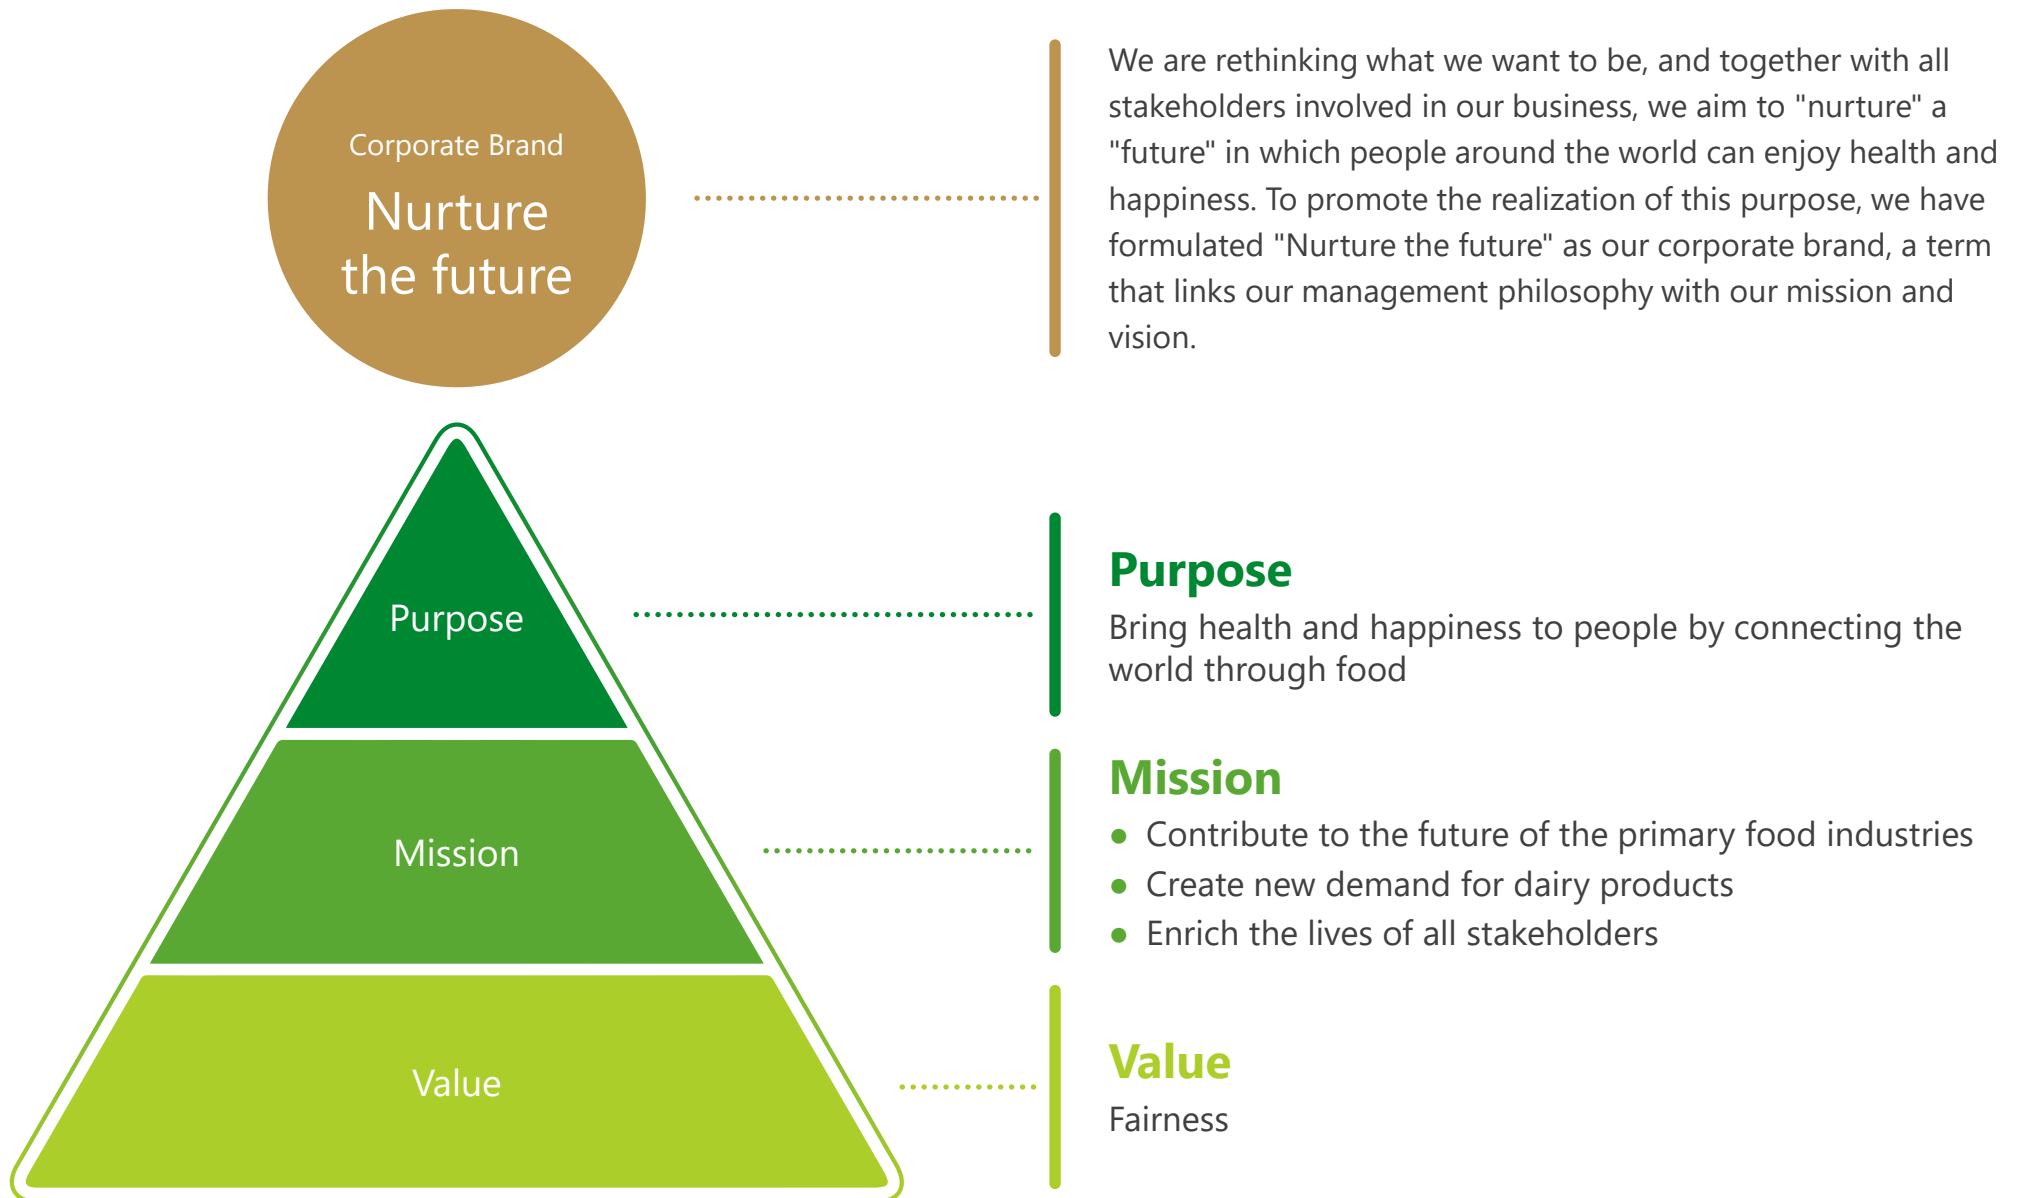 Corporate Brand
Nurture
the future
We are rethinking what we want to be, and together with all
stakeholders involved in our business, we aim to "nurture" a
"future" in which people around the world can enjoy health and
happiness. To promote the realization of this purpose, we have
formulated "Nurture the future" as our corporate brand, a term
that links our management philosophy with our mission and
vision.
Purpose
Purpose
Bring health and happiness to people by connecting the
world through food
Mission
Mission
● Contribute to the future of the primary food industries
● Create new demand for dairy products
● Enrich the lives of all stakeholders
Value
Value
Fairness